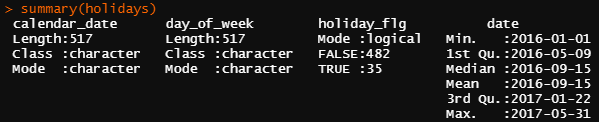 > summary(holidays)
calendar_date      day_of_week        holiday_flg          date
Length:517         Length:517         Mode :logical   Min.   :2016-01-01
Class :character   Class :character   FALSE:482       1st Qu.:2016-05-09
Mode  :character   Mode  :character   TRUE :35        Median :2016-09-15
Mean   :2016-09-15
3rd Qu.:2017-01-22
Max.   :2017-05-31